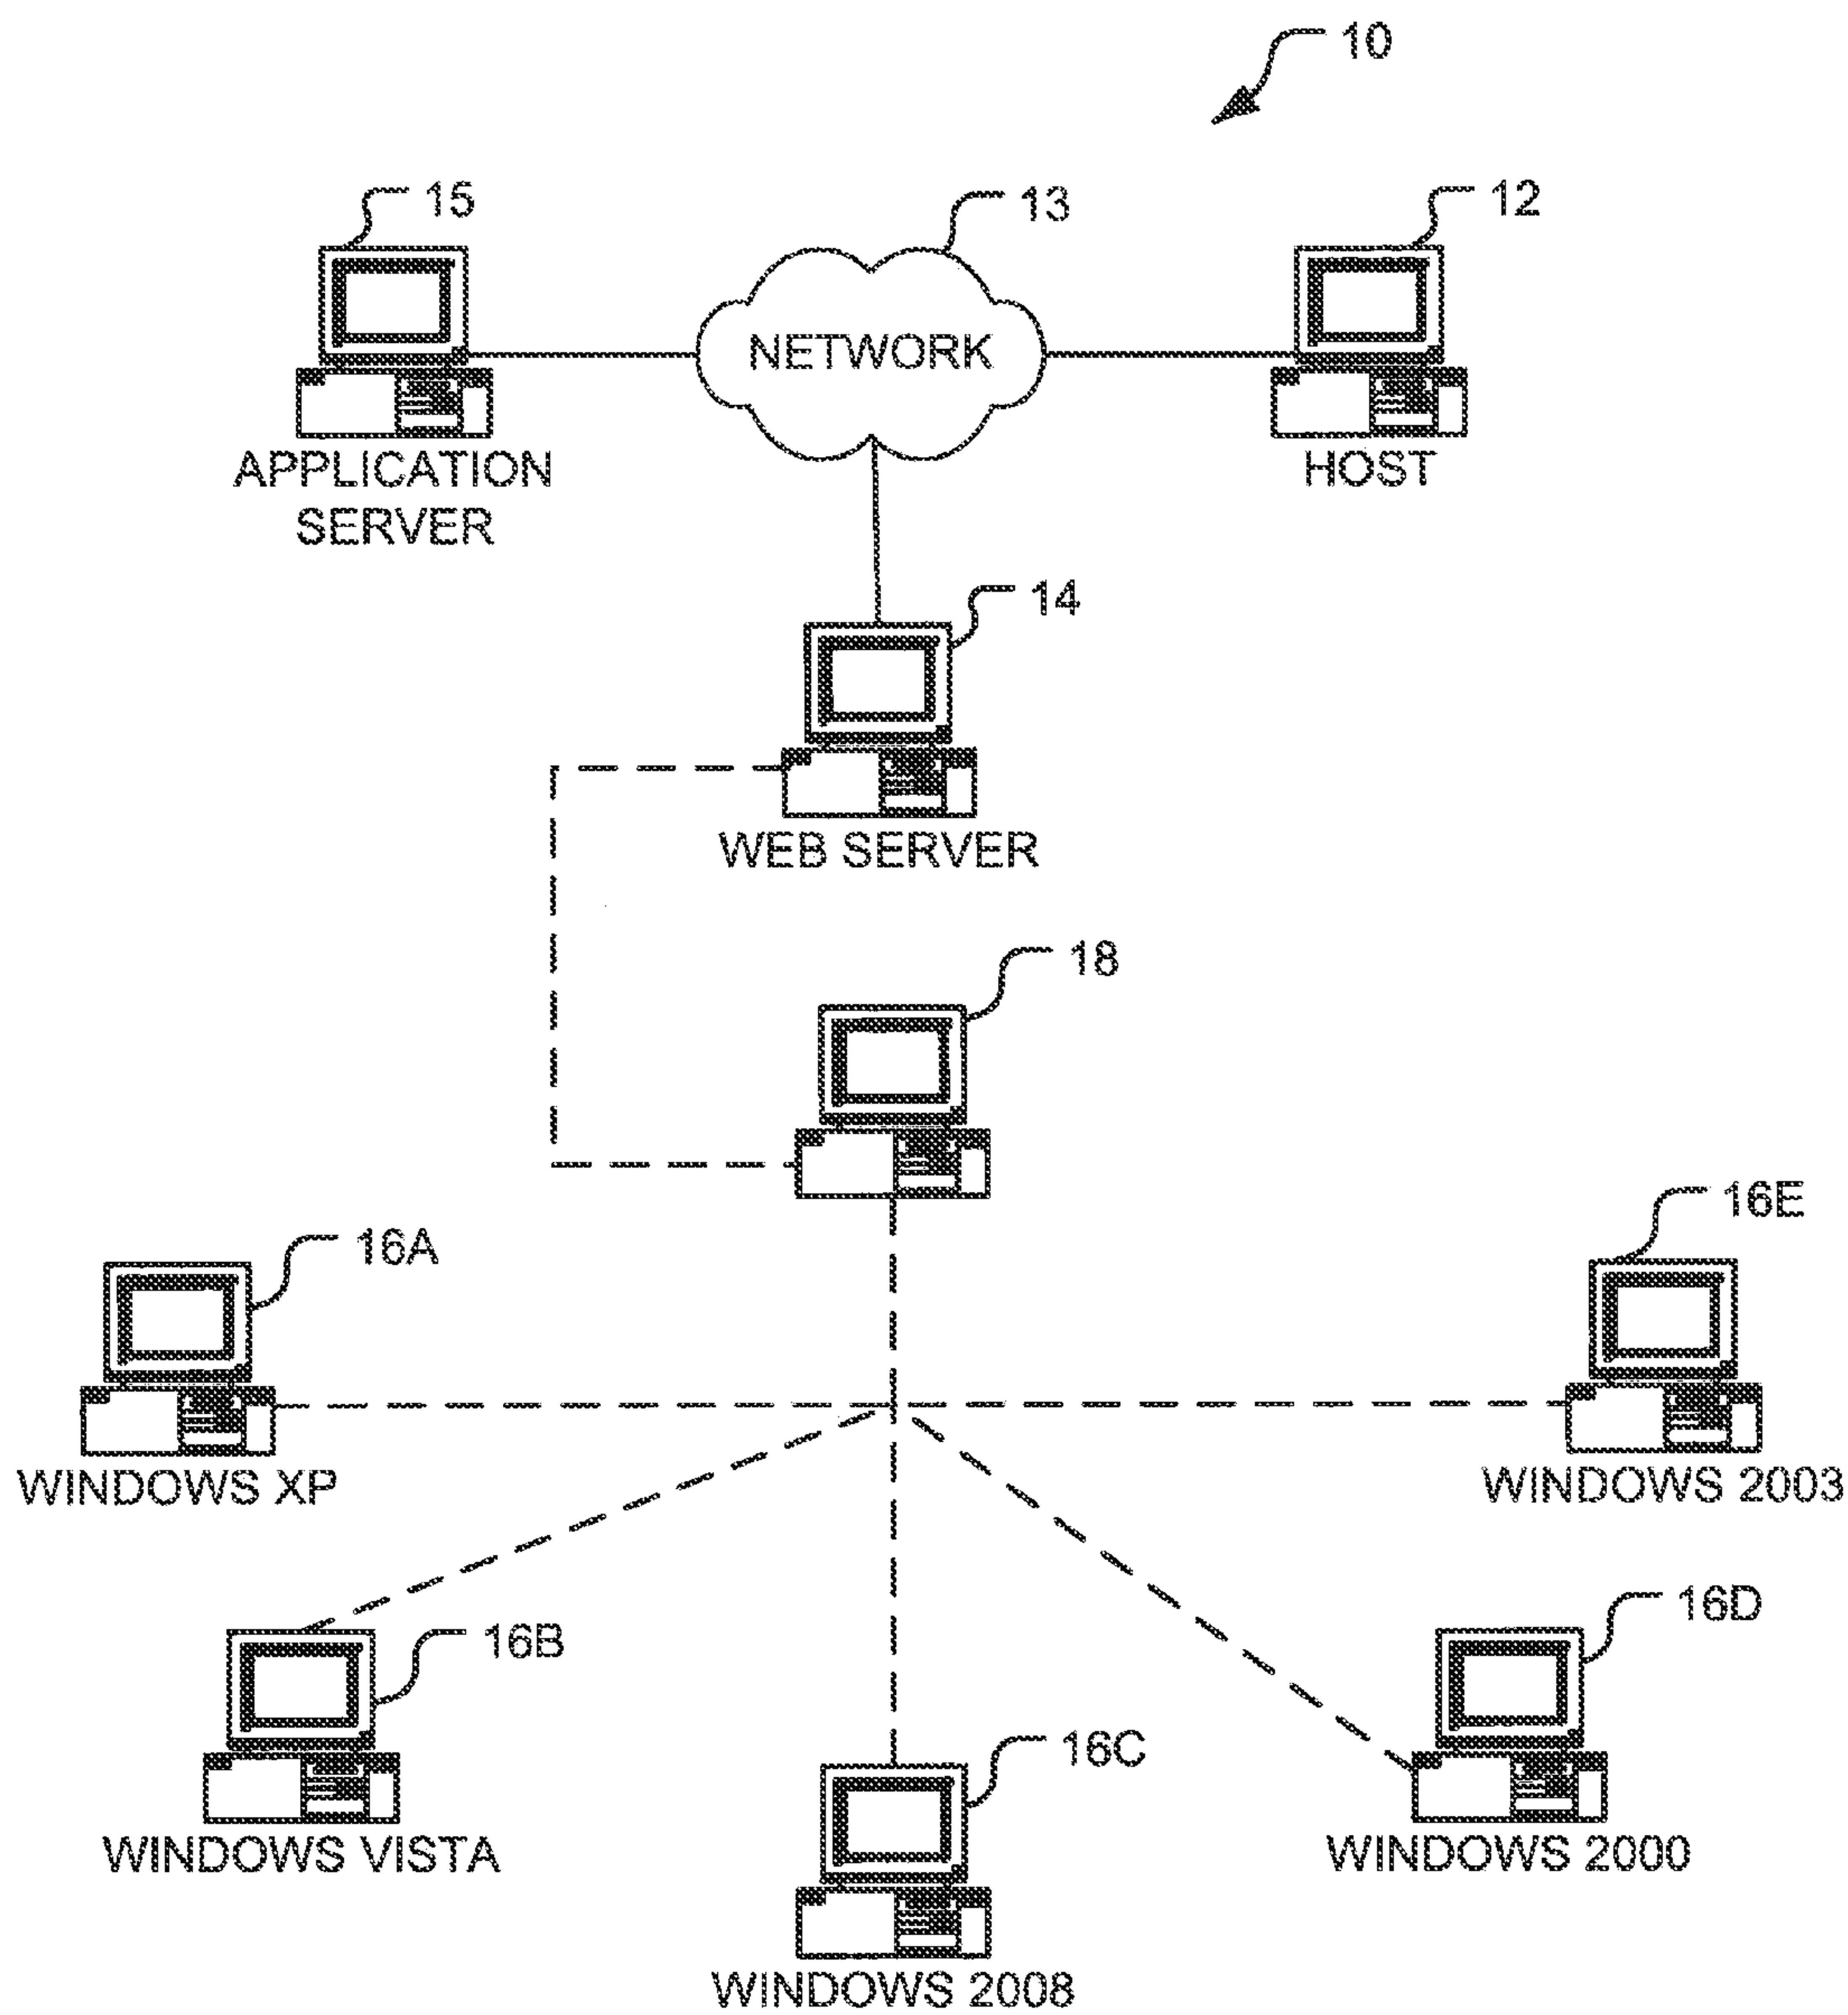 10
15
13
12
NETWORK
APPLICATION
SERVER
HOST
14
WEB SERVER
18
16A
16E
WINDOWS XP
WINDOWS 2003
16B
16D
16C
WINDOWS VISTA
WINDOWS 2000
WINDOWS 2008